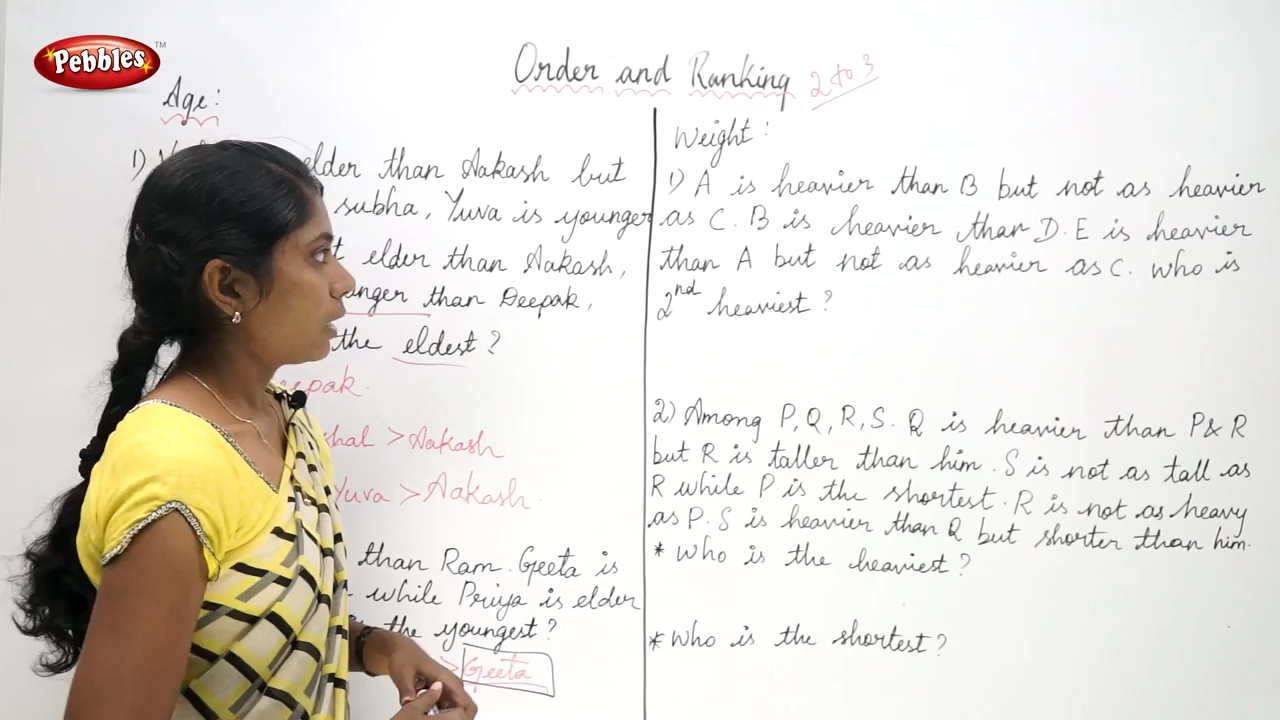 Pebbles TM
Order and Ranking 2 to 3
Age:
1) elder than Aakash but
subha, Yuva is younger
elder than Aakash,
younger than Deepak,
the eldest?
Deepak.
> Aakash
Yuva > Aakash.
than Ram. Geeta is
while Priya is elder
the youngest?
> Geeta
Weight:
1) A is heavier than B but not as heavier
as C. B is heavier than D. E is heavier
than A but not as heavier as C. who is
2nd heaviest?
2) Among P, Q, R, S. Q is heavier than P & R
but R is taller than him. S is not as tall as
R while P is the shortest. R is not as heavy
as P. S is heavier than Q but shorter than him.
* Who is the heaviest?
* Who is the shortest?